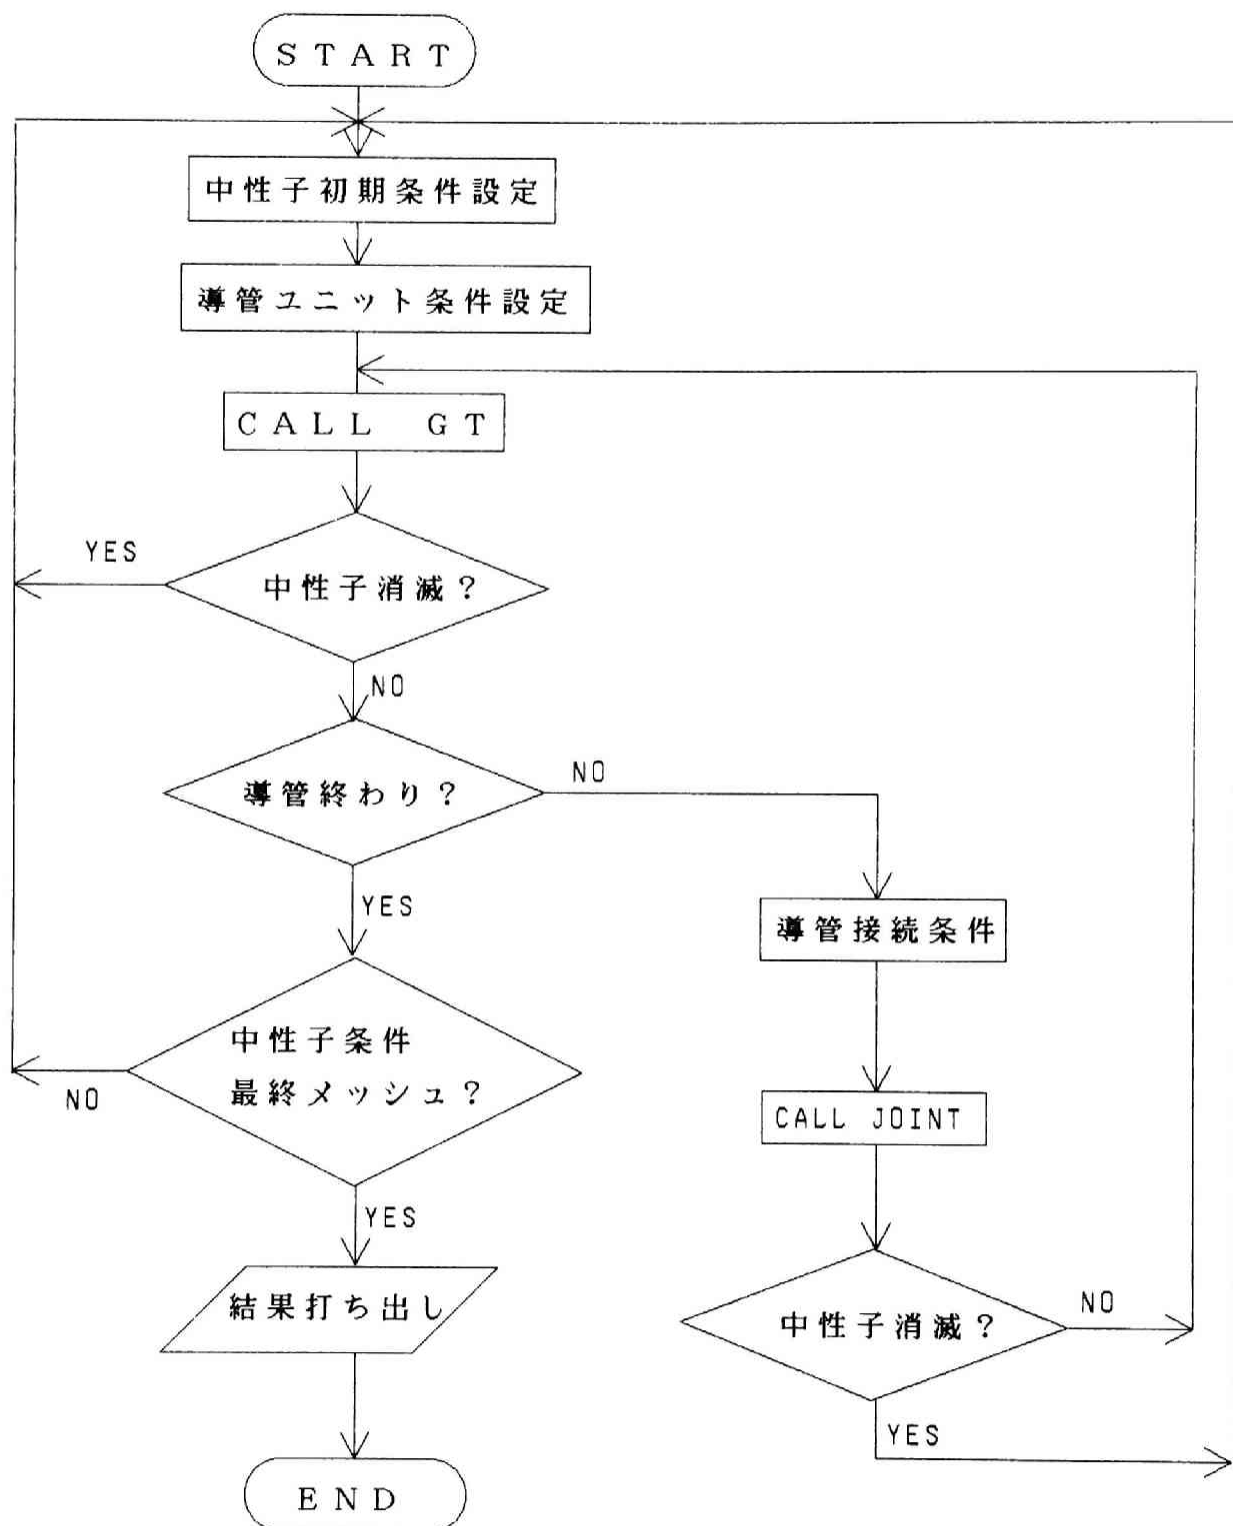 START
中性子初期条件設定
導管ユニット条件設定
CALL GT
YES
中性子消滅？
NO
導管終わり？
NO
YES
導管接続条件
中性子条件
最終メッシュ？
NO
CALL JOINT
YES
結果打ち出し
中性子消滅？
NO
YES
END